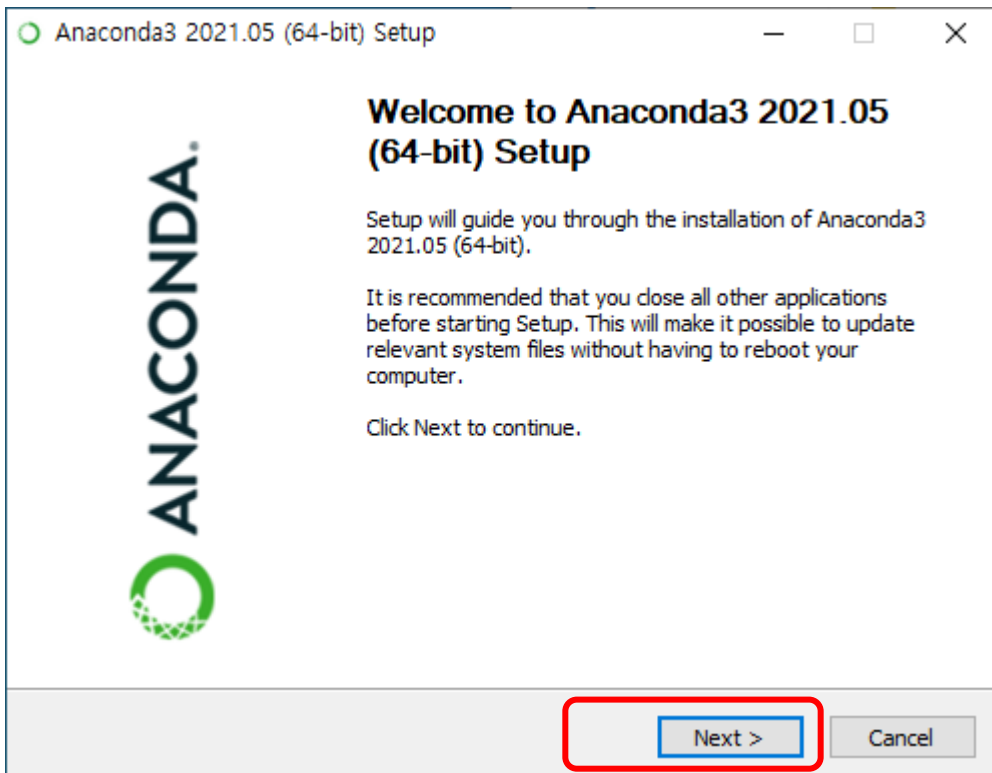 Anaconda3 2021.05 (64-bit) Setup
Welcome to Anaconda3 2021.05
(64-bit) Setup
Setup will guide you through the installation of Anaconda3
2021.05 (64-bit).
It is recommended that you close all other applications
before starting Setup. This will make it possible to update
relevant system files without having to reboot your
computer.
Click Next to continue.
ANACONDA.
Next >
Cancel